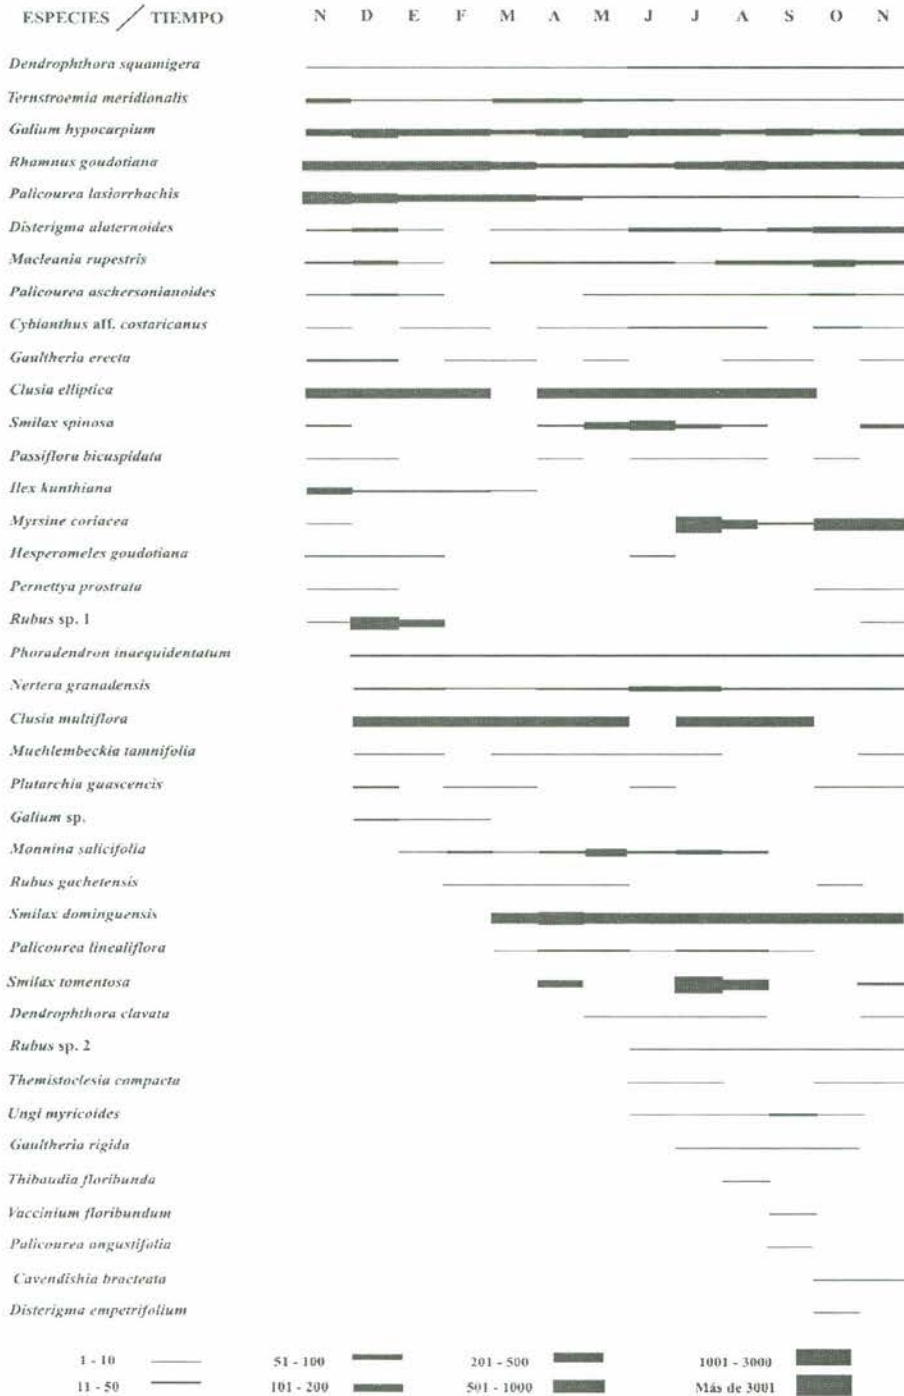 ESPECIES / TIEMPO N D E F M A M J J A S O N
Dendrophthora squamigera
Ternstroemia meridionalis
Galium hypocarpium
Rhamnus goudotiana
Palicourea lasiorrhachis
Disterigma alaternoides
Macleania rupestris
Palicourea aschersonianoides
Cybianthus aff. costaricanus
Gaultheria erecta
Clusia elliptica
Smilax spinosa
Passiflora bicuspidata
Ilex kunthiana
Myrsine coriacea
Hesperomeles goudotiana
Pernettya prostrata
Rubus sp. 1
Phoradendron inaequidentatum
Nertera granadensis
Clusia multiflora
Muehlembeckia tamnifolia
Plutarchia guascencis
Galium sp.
Monnina salicifolia
Rubus gachetensis
Smilax dominguensis
Palicourea linealiflora
Smilax tomentosa
Dendrophthora clavata
Rubus sp. 2
Themistoclesia compacta
Ungi myricoides
Gaultheria rigida
Thibaudia floribunda
Vaccinium floribundum
Palicourea angustifolia
Cavendishia bracteata
Disterigma empetrifolium
1 - 10 51 - 100 201 - 500 1001 - 3000
11 - 50 101 - 200 501 - 1000 Más de 3001